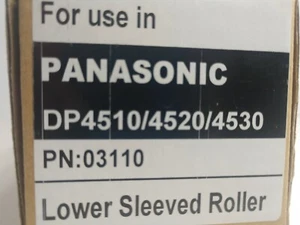 For use in
PANASONIC
DP4510/4520/4530
PN:03110
Lower Sleeved Roller